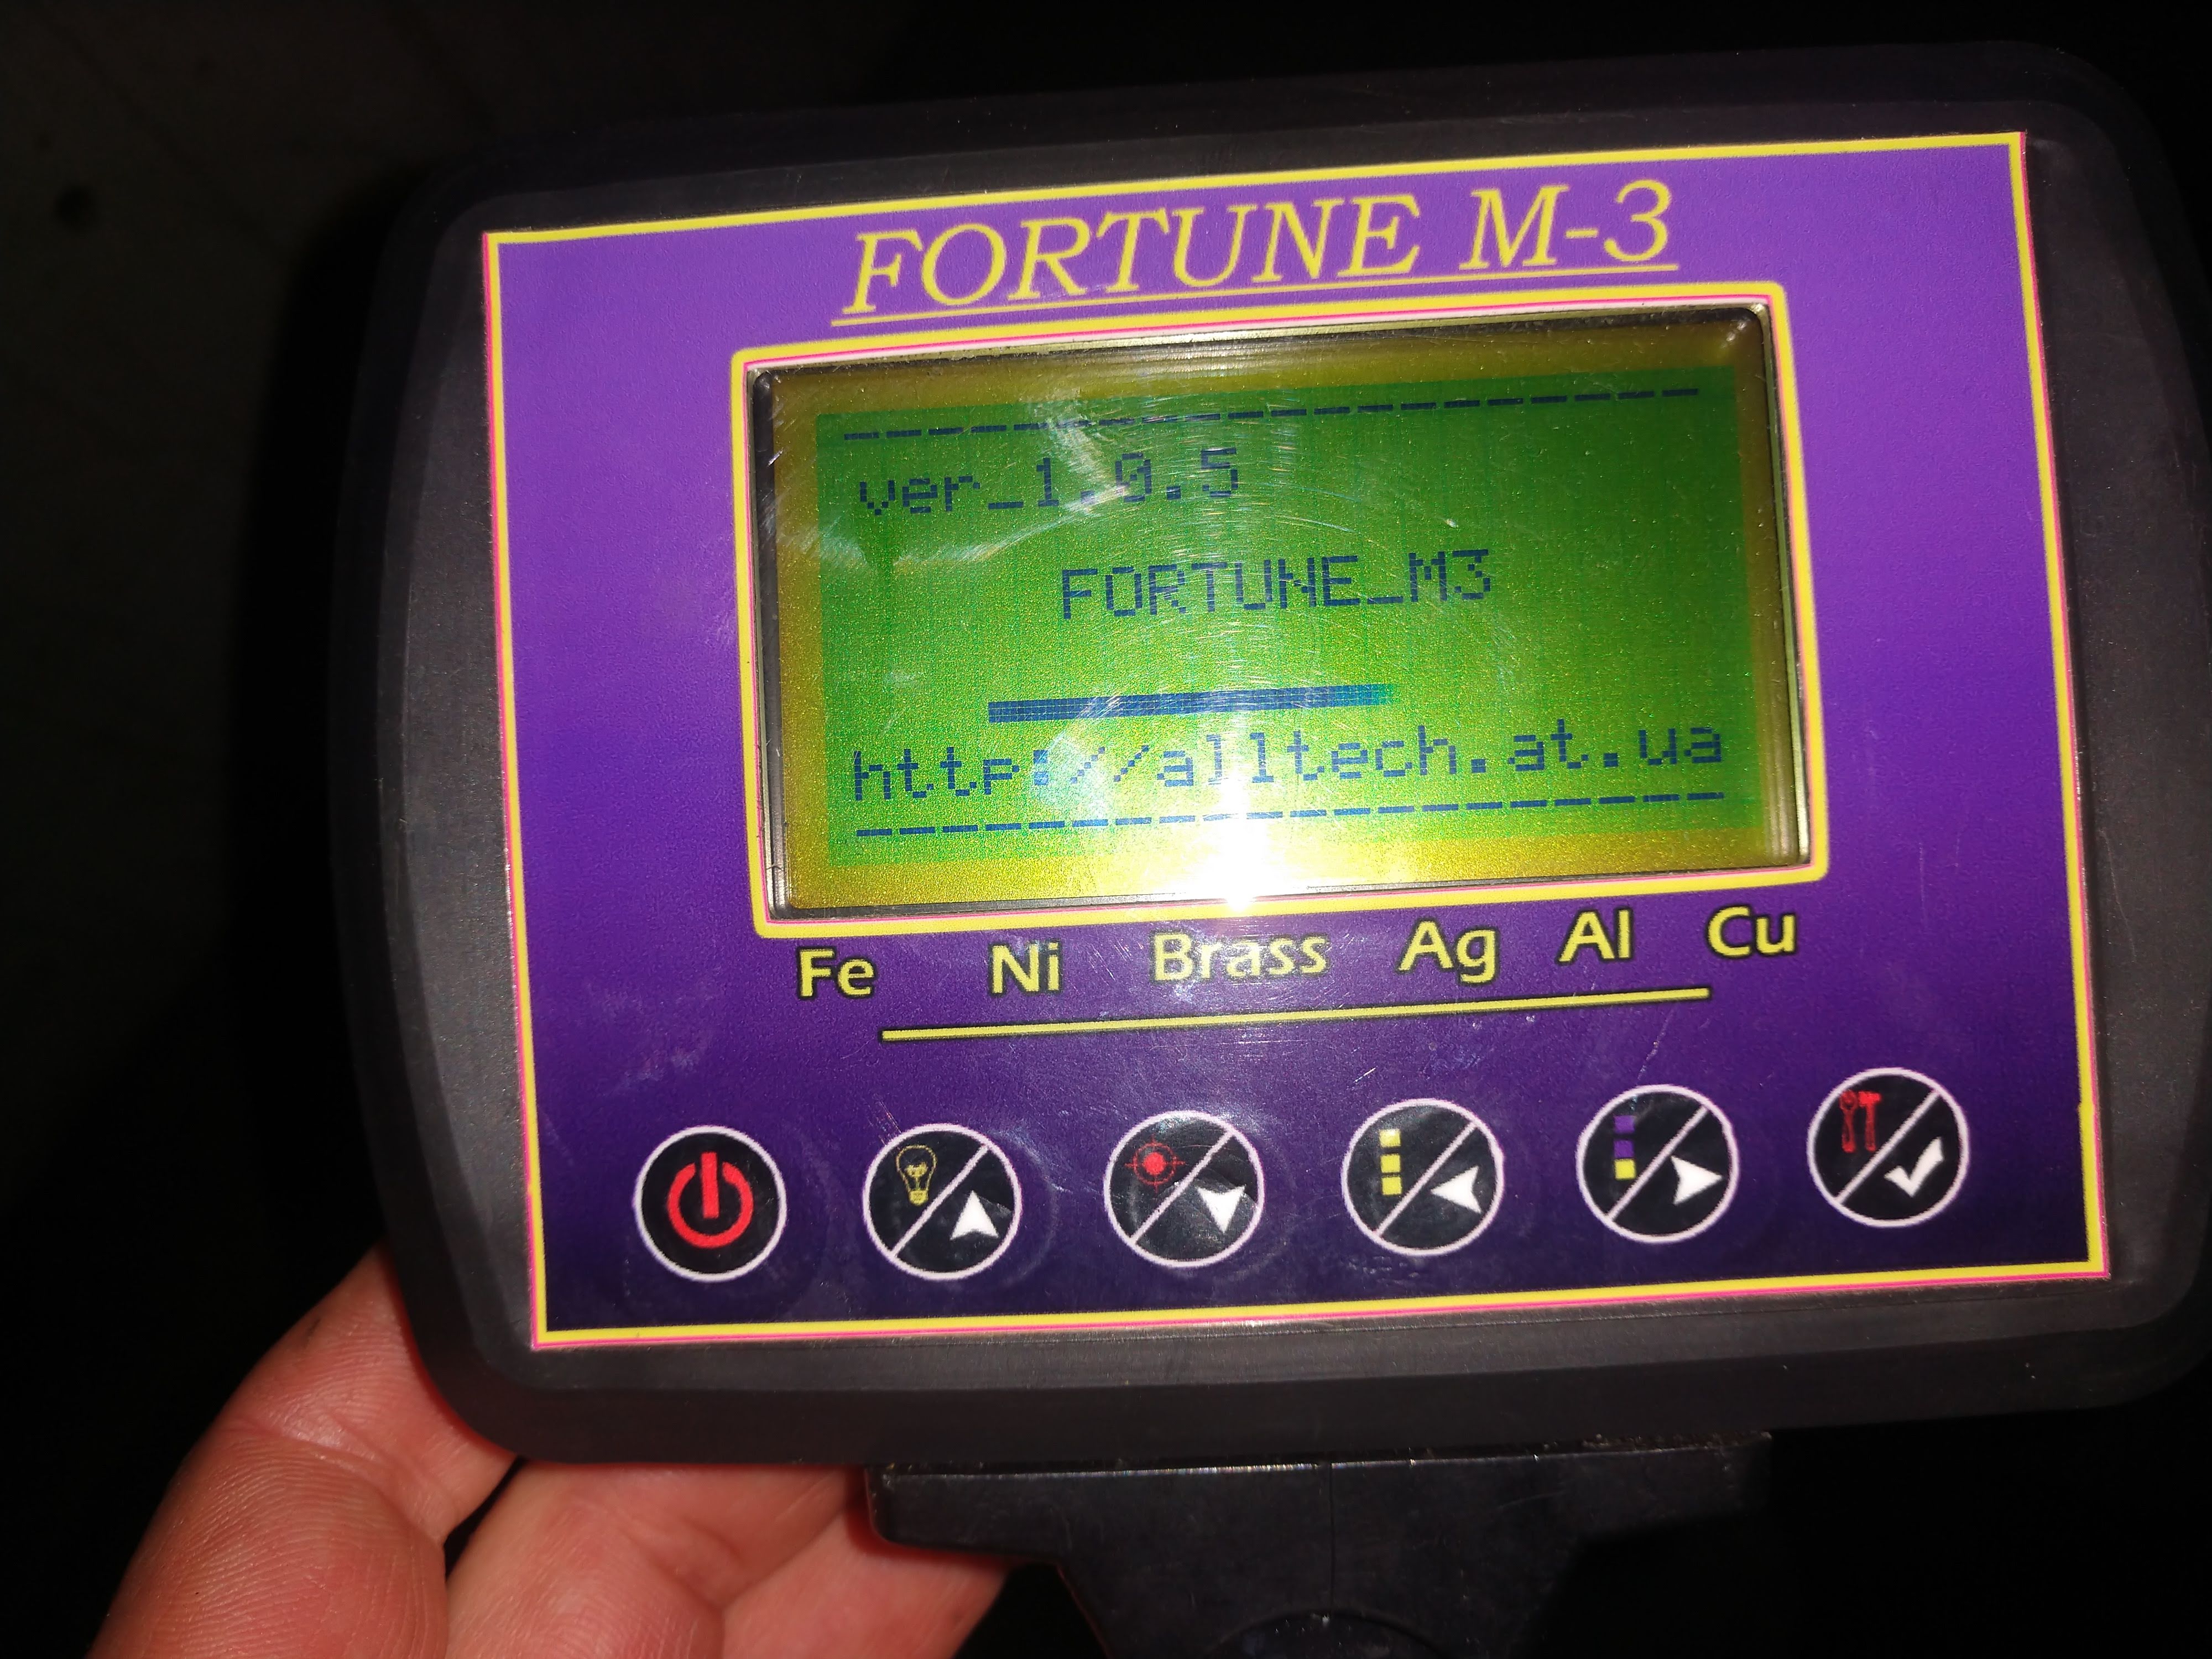 FORTUNE M-3
ver_1.0.5
FORTUNE_M3
http://alltech.at.ua
Fe Ni Brass Ag Al Cu